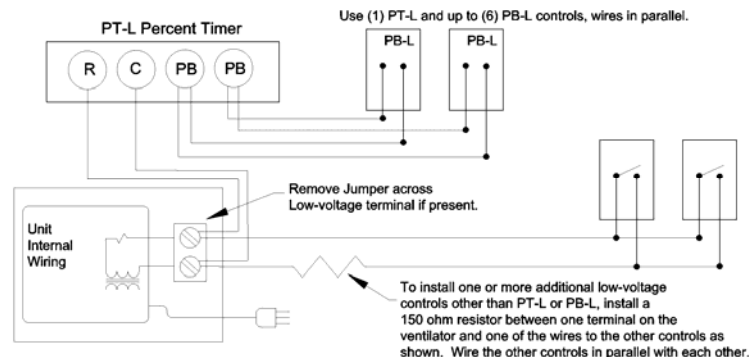 Use (1) PT-L and up to (6) PB-L controls, wires in parallel.
PT-L Percent Timer
PB-L PB-L
R C PB PB
Remove Jumper across
Low-voltage terminal if present.
Unit
Internal
Wiring
To install one or more additional low-voltage
controls other than PT-L or PB-L, install a
150 ohm resistor between one terminal on the
ventilator and one of the wires to the other controls as
shown. Wire the other controls in parallel with each other.